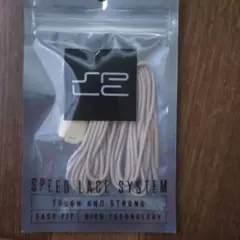 SPEED LACE SYSTEM
TOUGH AND STRONG
EASY FIT HIGH TECHNOLOGY